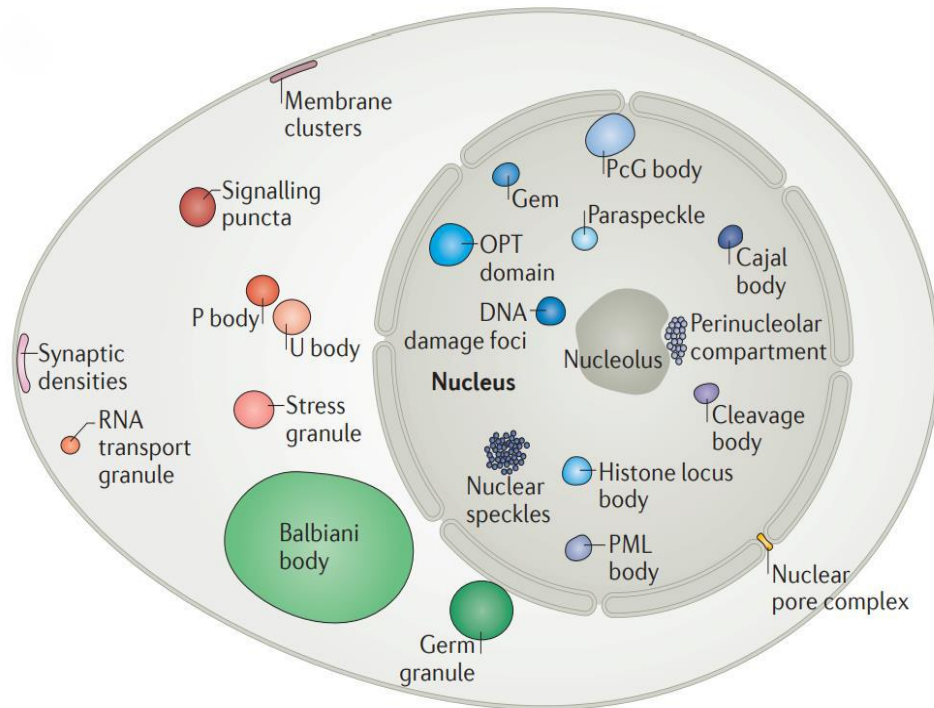 Membrane
clusters
Signalling
puncta
P body
U body
Synaptic
densities
RNA
transport
granule
Stress
granule
Balbiani
body
Germ
granule
PcG body
Gem
Paraspeckle
OPT
domain
Cajal
body
DNA
damage foci
Nucleolus
Perinucleolar
compartment
Nucleus
Cleavage
body
Nuclear
speckles
Histone locus
body
PML
body
Nuclear
pore complex